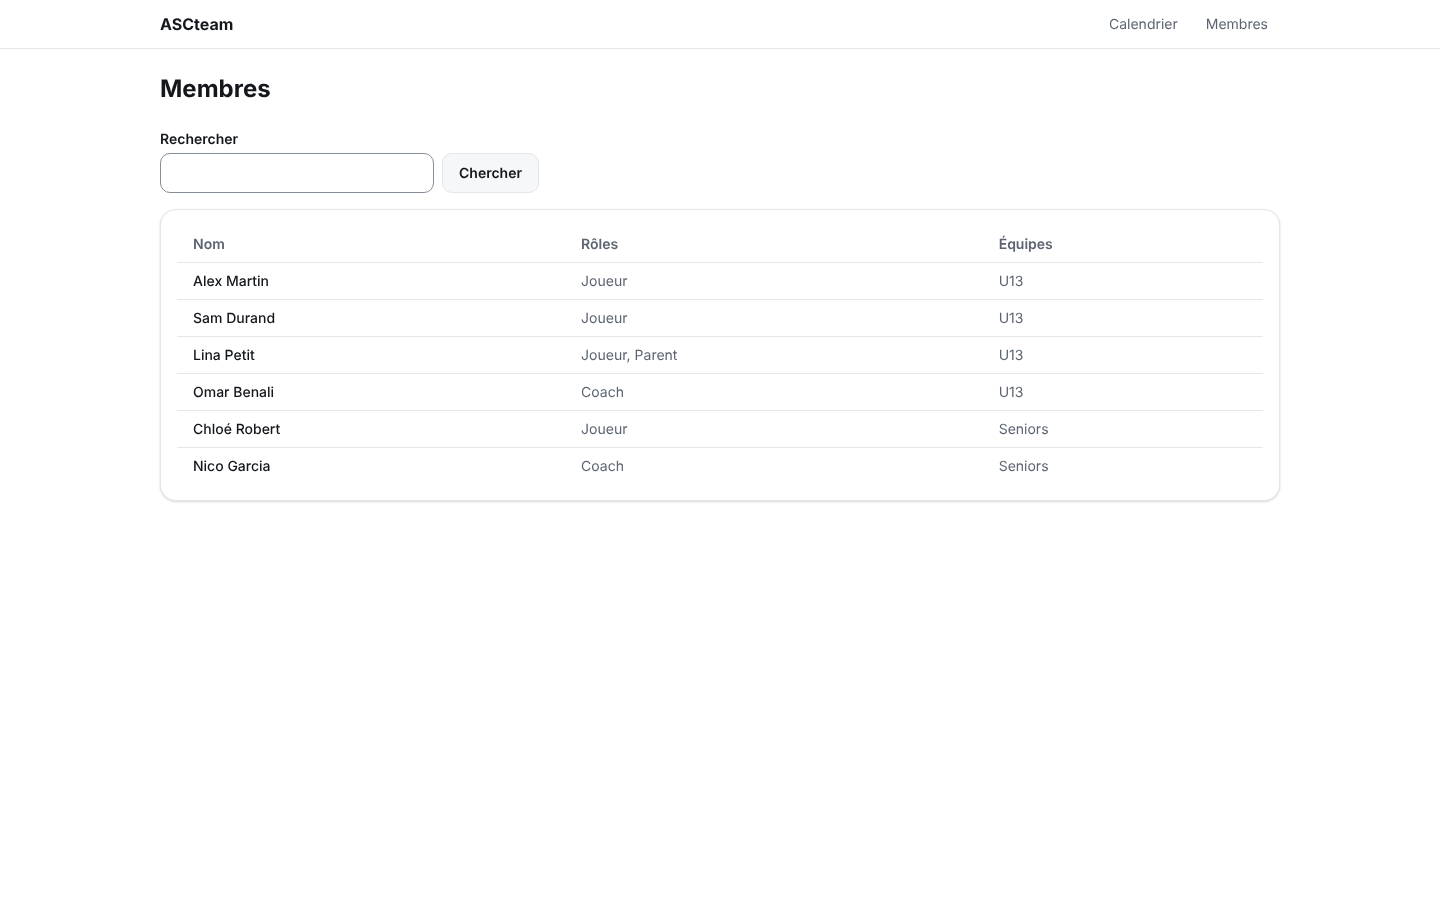 ASCteam Calendrier Membres
Membres
Rechercher
Chercher
Nom Rôles Équipes
Alex Martin Joueur U13
Sam Durand Joueur U13
Lina Petit Joueur, Parent U13
Omar Benali Coach U13
Chloé Robert Joueur Seniors
Nico Garcia Coach Seniors